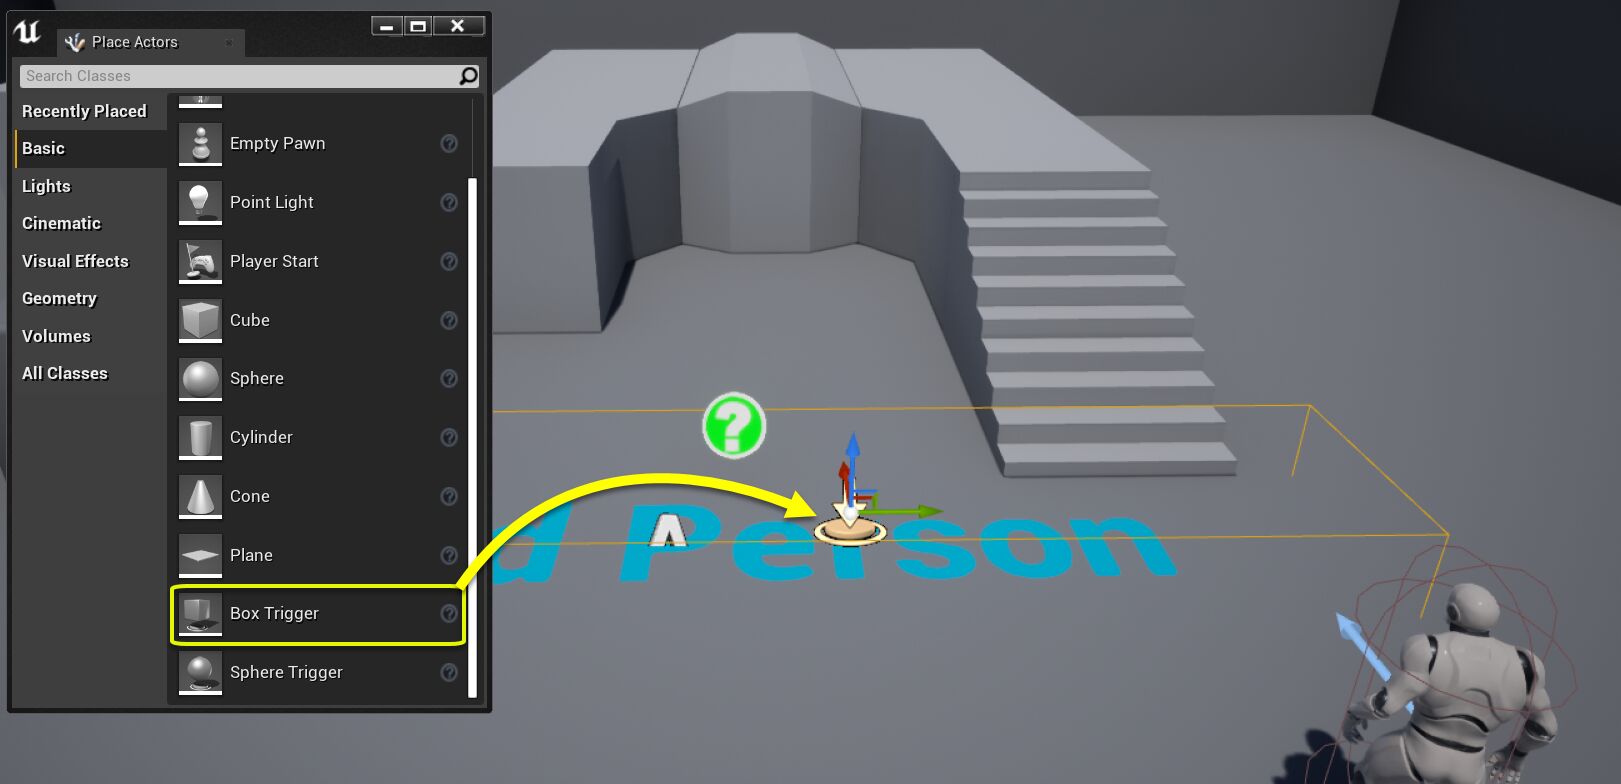 Place Actors
Search Classes
Recently Placed
Basic
Lights
Cinematic
Visual Effects
Geometry
Volumes
All Classes
Empty Pawn
Point Light
Player Start
Cube
Sphere
Cylinder
Cone
Plane
Box Trigger
Sphere Trigger
?
d Person